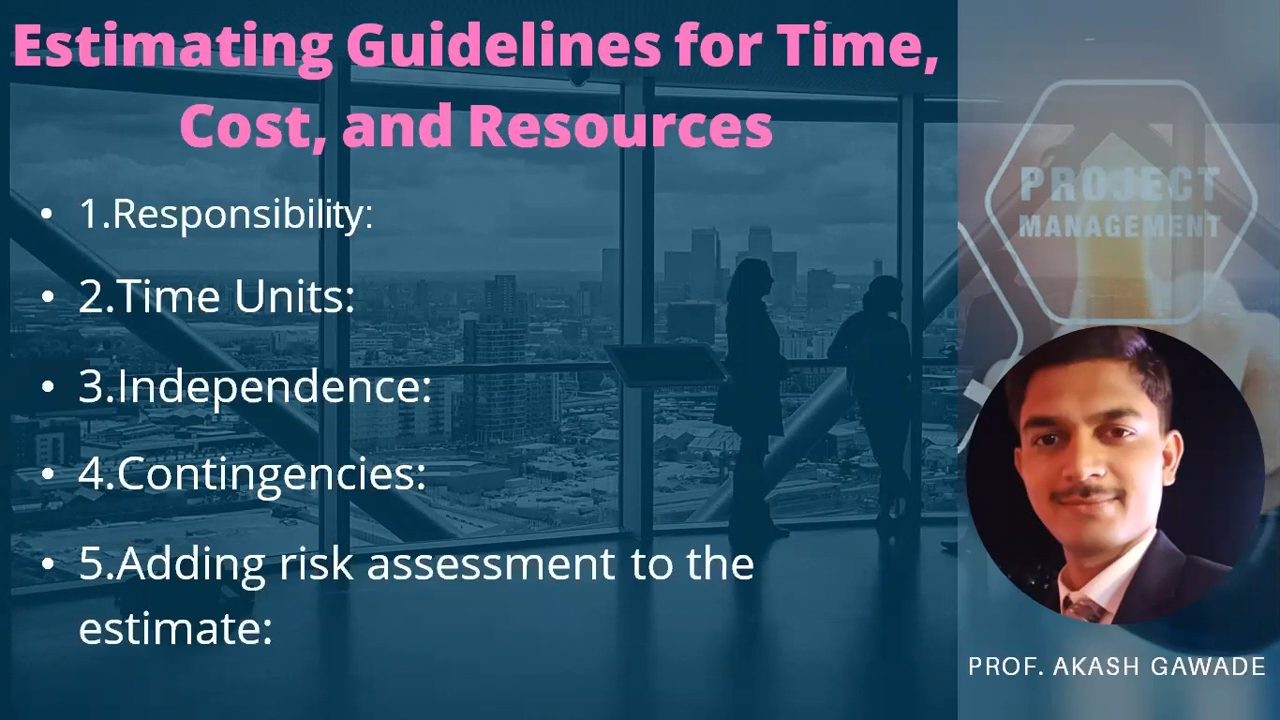 Estimating Guidelines for Time,
Cost, and Resources
• 1.Responsibility:
• 2.Time Units:
• 3.Independence:
• 4.Contingencies:
• 5.Adding risk assessment to the
estimate:
PROJECT
MANAGEMENT
PROF. AKASH GAWADE